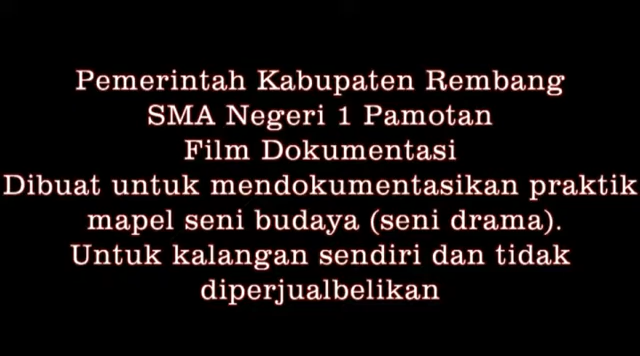 Pemerintah Kabupaten Rembang
SMA Negeri 1 Pamotan
Film Dokumentasi
Dibuat untuk mendokumentasikan praktik
mapel seni budaya (seni drama).
Untuk kalangan sendiri dan tidak
diperjualbelikan